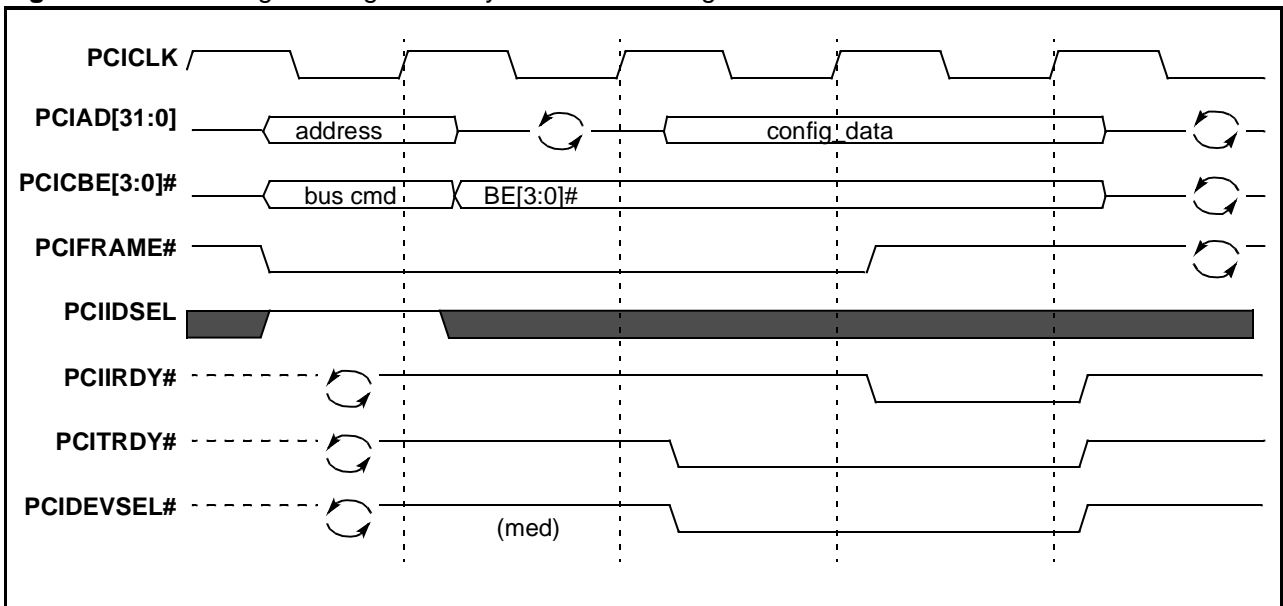 PCICLK
PCIAD[31:0]
address
config_data
PCICBE[3:0]#
bus cmd
BE[3:0]#
PCIFRAME#
PCIIDSEL
PCIIRDY#
PCITRDY#
PCIDEVSEL#
(med)